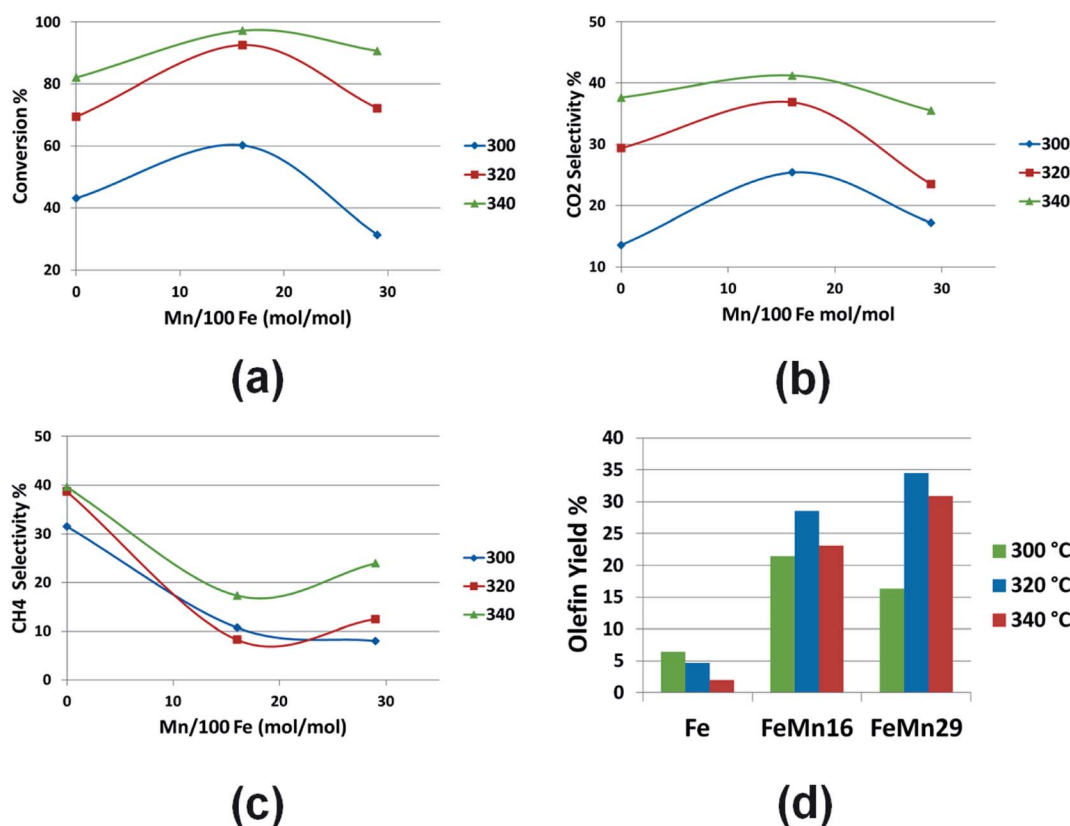 100
80
60
40
20
Conversion %
0 10 20 30
Mn/100 Fe (mol/mol)
300
320
340
(a)
50
40
30
20
10
CO2 Selectivity %
0 10 20 30
Mn/100 Fe mol/mol
300
320
340
(b)
50
40
30
20
10
0
CH4 Selectivity %
0 10 20 30
Mn/100 Fe (mol/mol)
300
320
340
(c)
40
35
30
25
20
15
10
5
0
Olefin Yield %
Fe FeMn16 FeMn29
300 °C
320 °C
340 °C
(d)